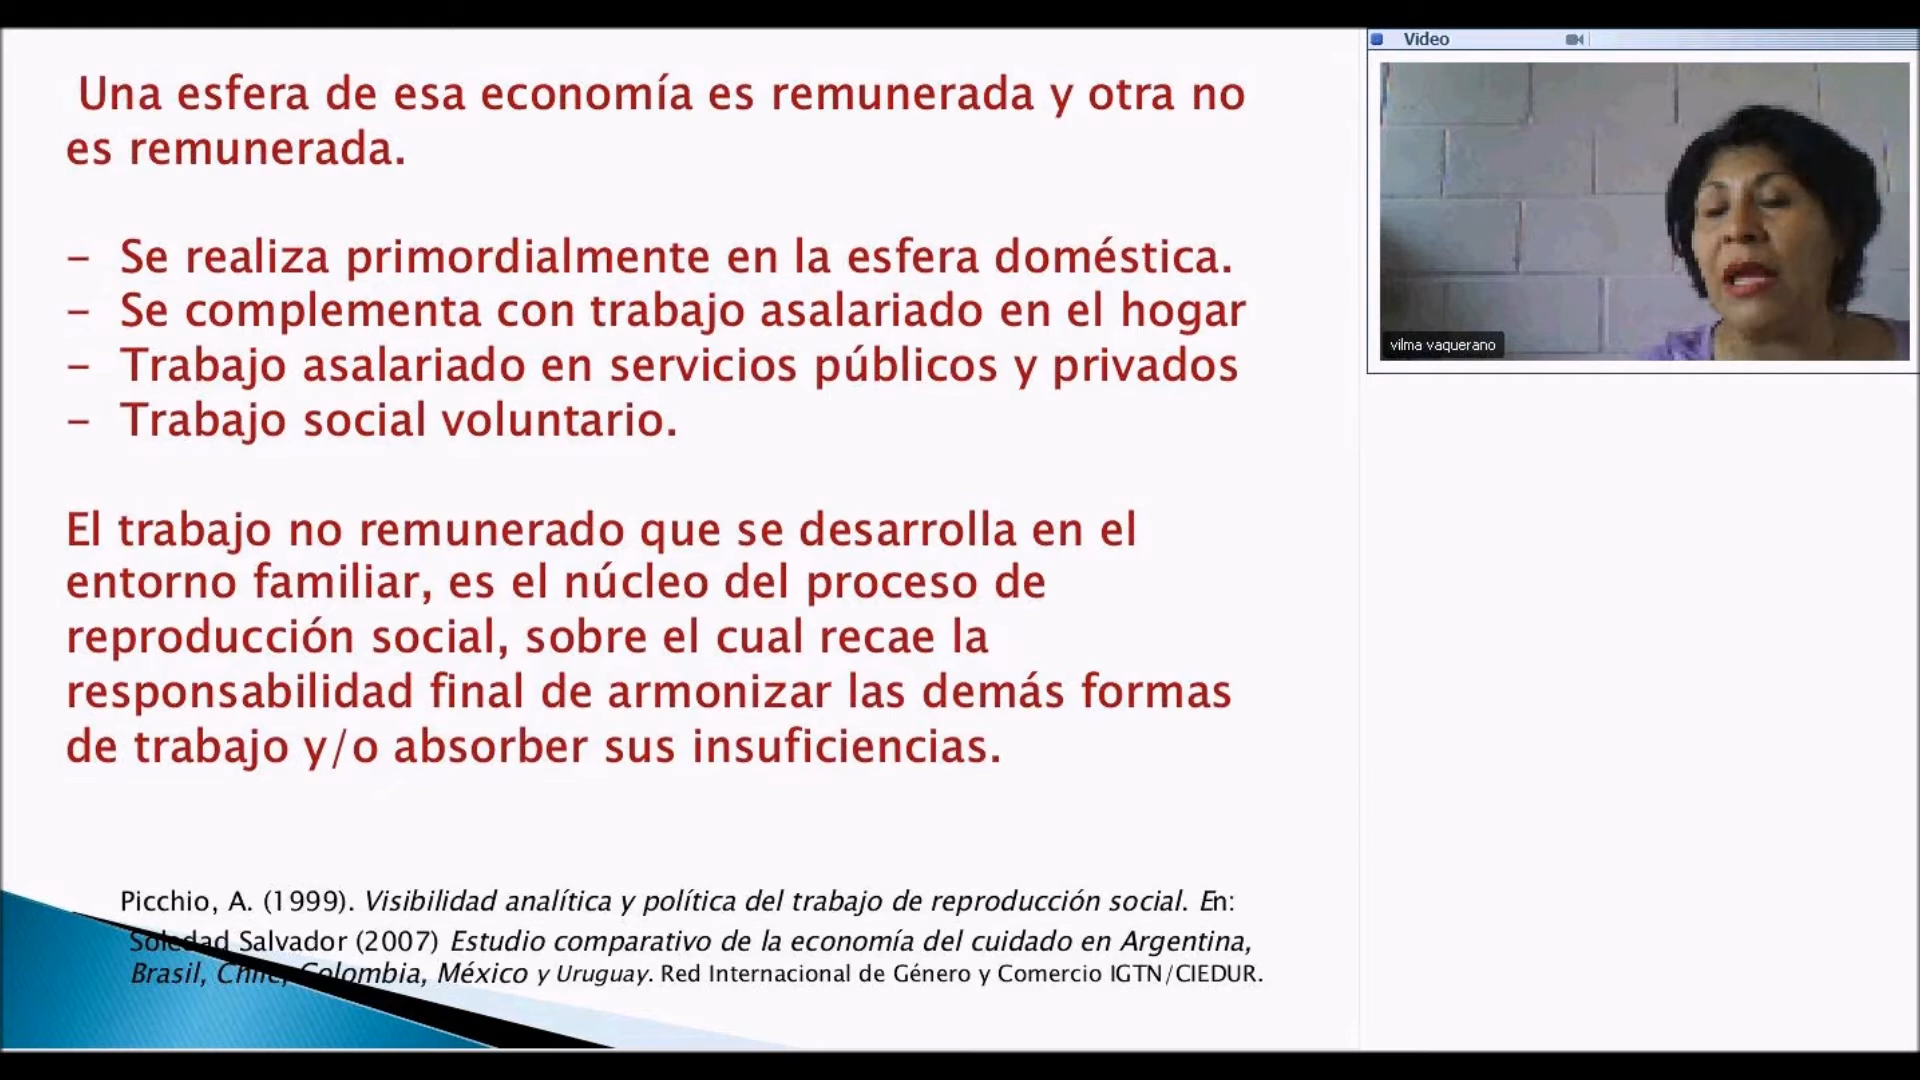 Una esfera de esa economía es remunerada y otra no
es remunerada.
- Se realiza primordialmente en la esfera doméstica.
- Se complementa con trabajo asalariado en el hogar
- Trabajo asalariado en servicios públicos y privados
- Trabajo social voluntario.
El trabajo no remunerado que se desarrolla en el
entorno familiar, es el núcleo del proceso de
reproducción social, sobre el cual recae la
responsabilidad final de armonizar las demás formas
de trabajo y/o absorber sus insuficiencias.
Picchio, A. (1999). Visibilidad analítica y política del trabajo de reproducción social. En:
Soledad Salvador (2007) Estudio comparativo de la economía del cuidado en Argentina,
Brasil, Chile, Colombia, México y Uruguay. Red Internacional de Género y Comercio IGTN/CIEDUR.
Video
vilma vaquerano